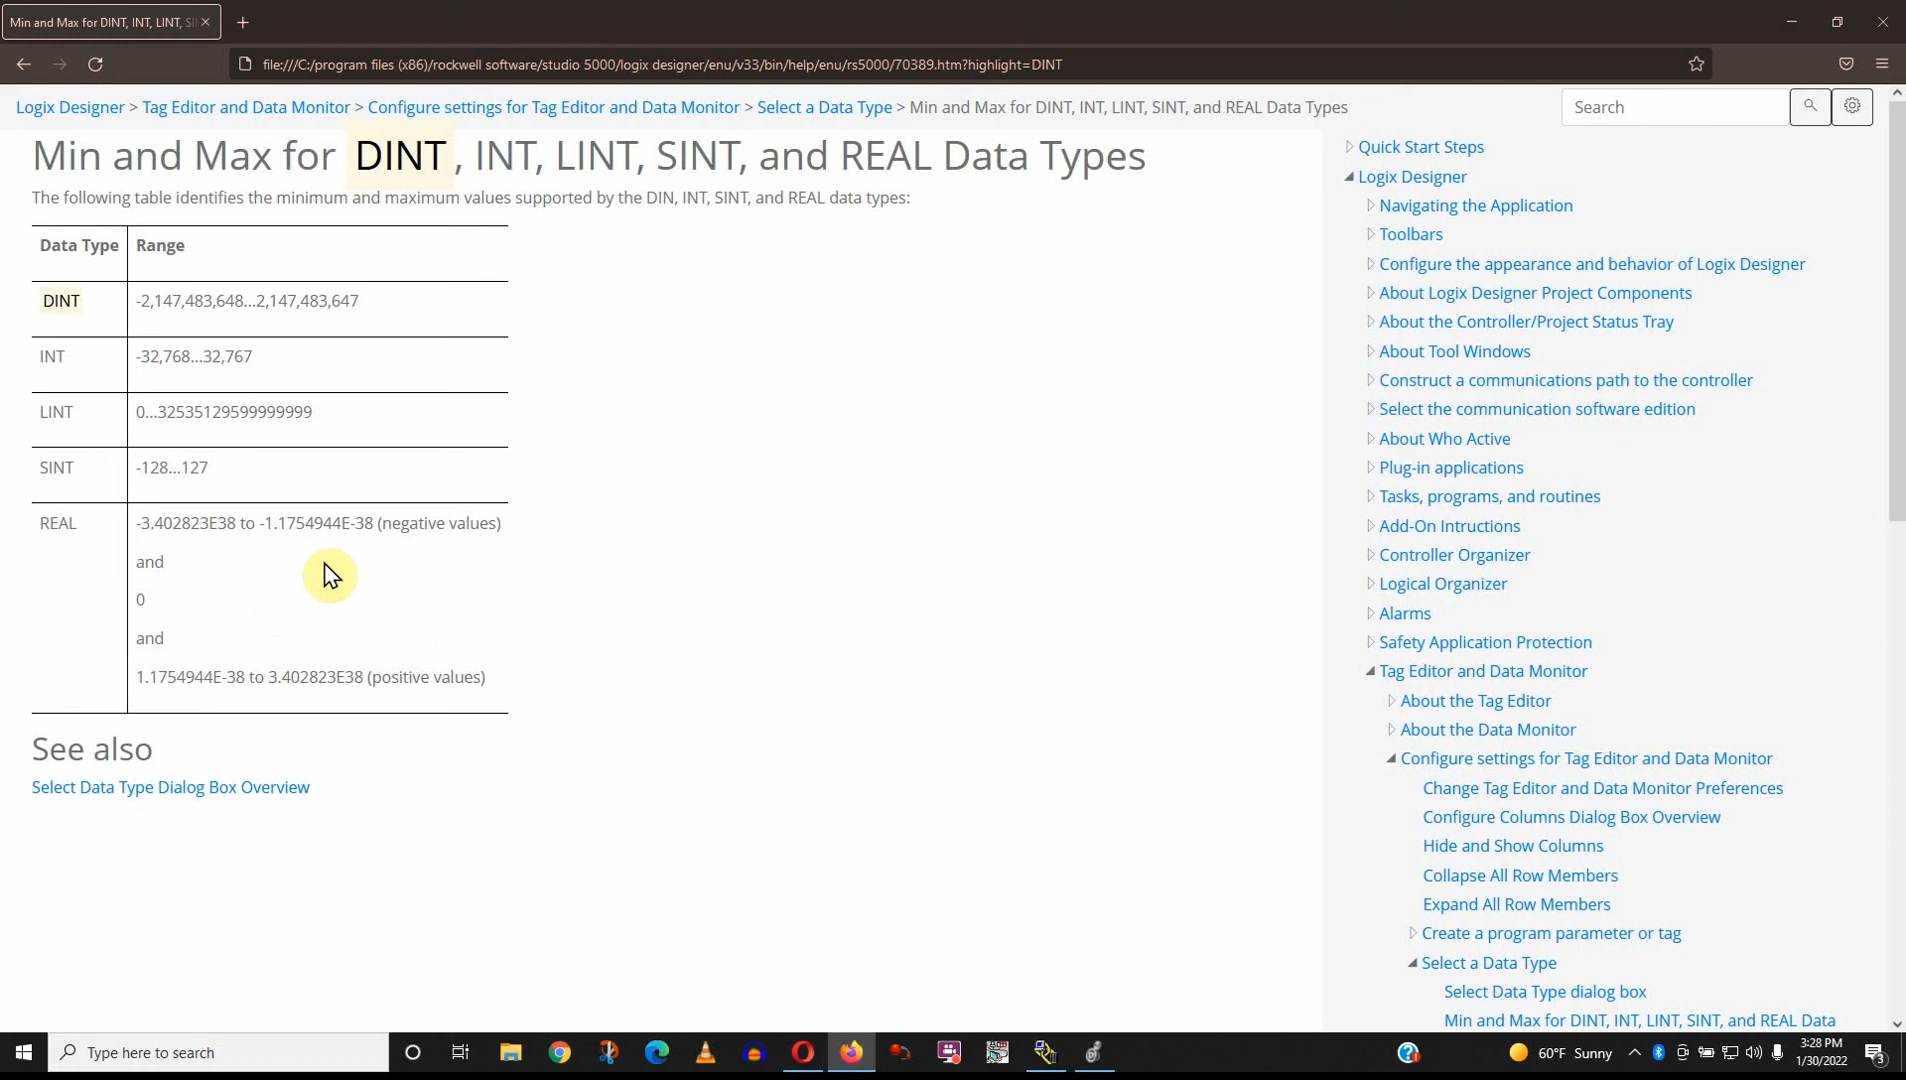 Min and Max for DINT, INT, LINT, SI
file:///C:/program files (x86)/rockwell software/studio 5000/logix designer/enu/v33/bin/help/enu/rs5000/70389.htm?highlight=DINT
Logix Designer > Tag Editor and Data Monitor > Configure settings for Tag Editor and Data Monitor > Select a Data Type > Min and Max for DINT, INT, LINT, SINT, and REAL Data Types
Search
Min and Max for DINT, INT, LINT, SINT, and REAL Data Types
The following table identifies the minimum and maximum values supported by the DIN, INT, SINT, and REAL data types:
Data Type Range
DINT -2,147,483,648...2,147,483,647
INT -32,768...32,767
LINT 0...32535129599999999
SINT -128...127
REAL -3.402823E38 to -1.1754944E-38 (negative values)
and
0
and
1.1754944E-38 to 3.402823E38 (positive values)
See also
Select Data Type Dialog Box Overview
Quick Start Steps
Logix Designer
Navigating the Application
Toolbars
Configure the appearance and behavior of Logix Designer
About Logix Designer Project Components
About the Controller/Project Status Tray
About Tool Windows
Construct a communications path to the controller
Select the communication software edition
About Who Active
Plug-in applications
Tasks, programs, and routines
Add-On Intructions
Controller Organizer
Logical Organizer
Alarms
Safety Application Protection
Tag Editor and Data Monitor
About the Tag Editor
About the Data Monitor
Configure settings for Tag Editor and Data Monitor
Change Tag Editor and Data Monitor Preferences
Configure Columns Dialog Box Overview
Hide and Show Columns
Collapse All Row Members
Expand All Row Members
Create a program parameter or tag
Select a Data Type
Select Data Type dialog box
Min and Max for DINT, INT, LINT, SINT, and REAL Data
Type here to search
60°F Sunny
3:28 PM
1/30/2022
3